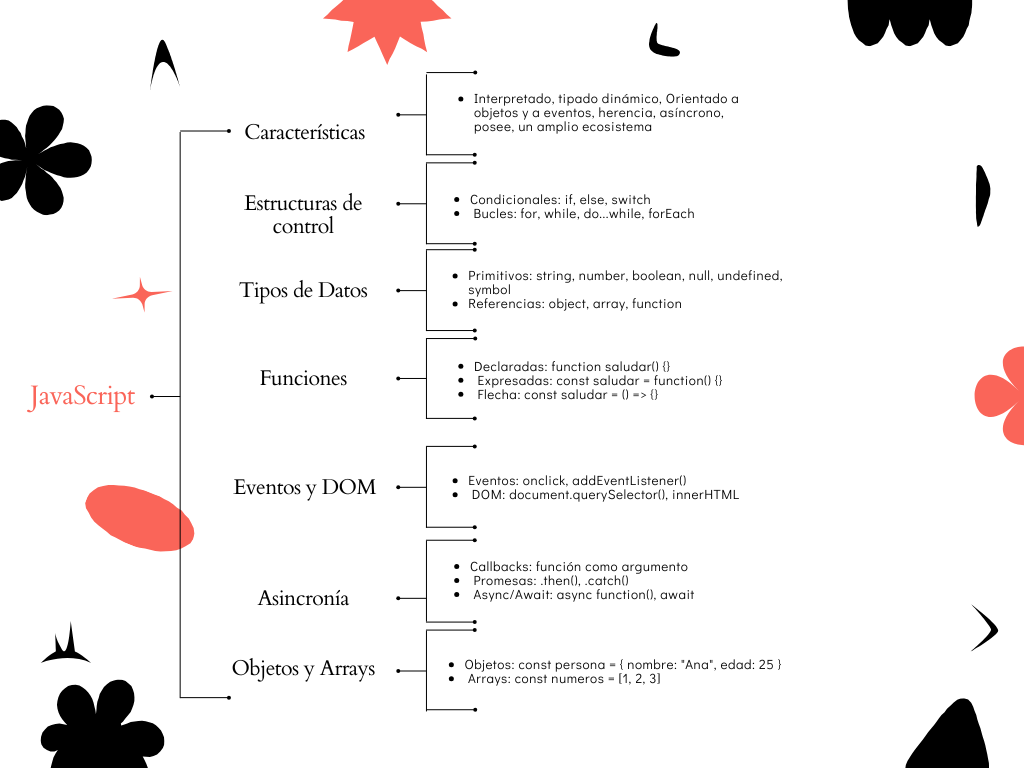 JavaScript
Características
• Interpretado, tipado dinámico, Orientado a
objetos y a eventos, herencia, asíncrono,
posee, un amplio ecosistema
Estructuras de
control
• Condicionales: if, else, switch
• Bucles: for, while, do...while, forEach
Tipos de Datos
• Primitivos: string, number, boolean, null, undefined,
symbol
• Referencias: object, array, function
Funciones
• Declaradas: function saludar() {}
• Expresadas: const saludar = function() {}
• Flecha: const saludar = () => {}
Eventos y DOM
• Eventos: onclick, addEventListener()
• DOM: document.querySelector(), innerHTML
Asincronía
• Callbacks: función como argumento
• Promesas: .then(), .catch()
• Async/Await: async function(), await
Objetos y Arrays
• Objetos: const persona = { nombre: "Ana", edad: 25 }
• Arrays: const numeros = [1, 2, 3]